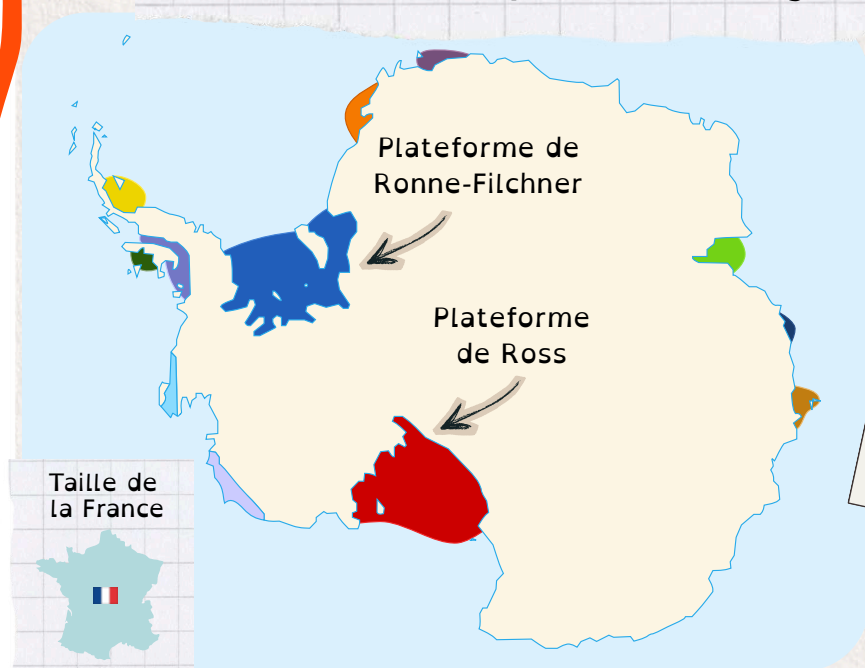 Plateforme de
Ronne-Filchner
Plateforme
de Ross
Taille de
la France